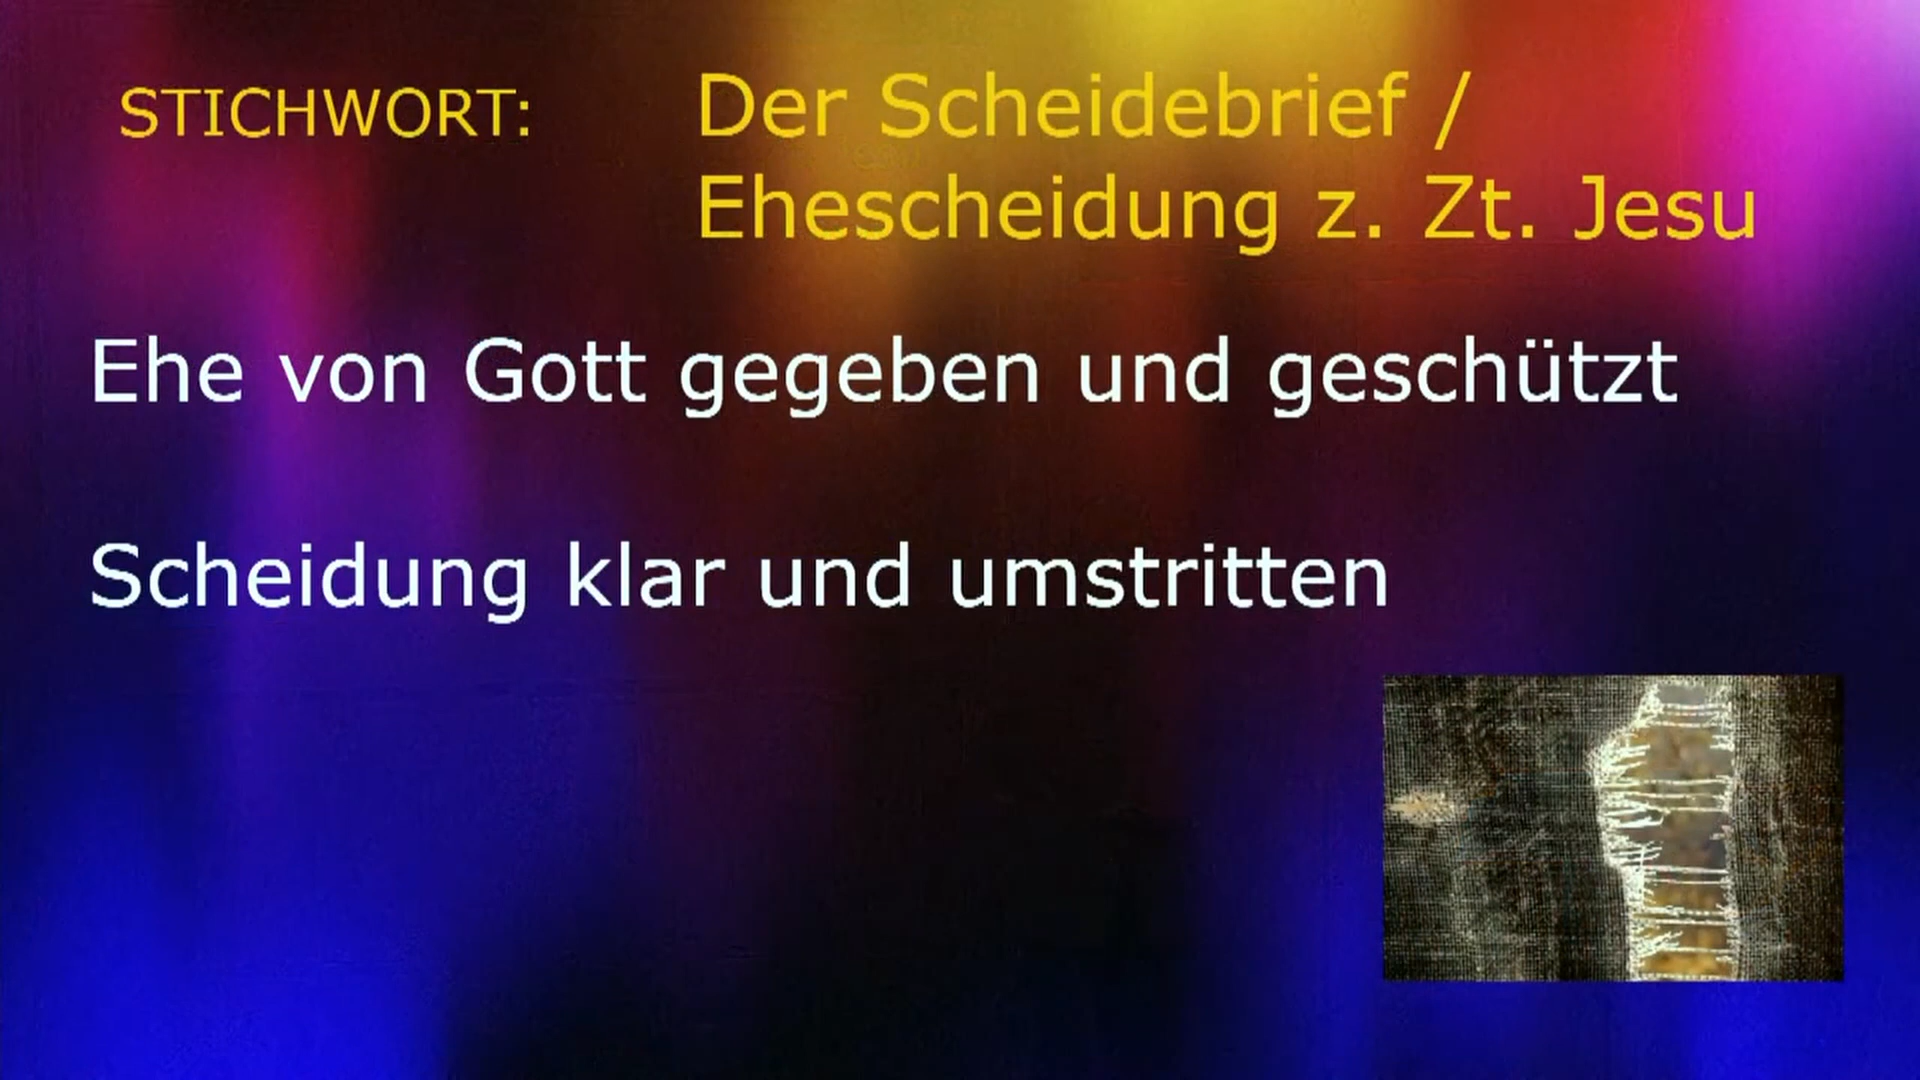 STICHWORT:
Der Scheidebrief /
Ehescheidung z. Zt. Jesu
Ehe von Gott gegeben und geschützt
Scheidung klar und umstritten